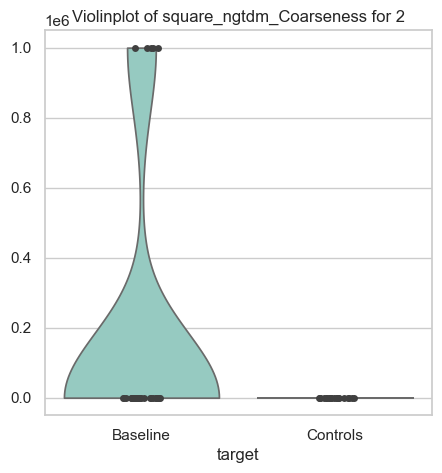 Violinplot of square_ngtdm_Coarseness for 2
1e6
1.0
0.8
0.6
0.4
0.2
0.0
Baseline Controls
target